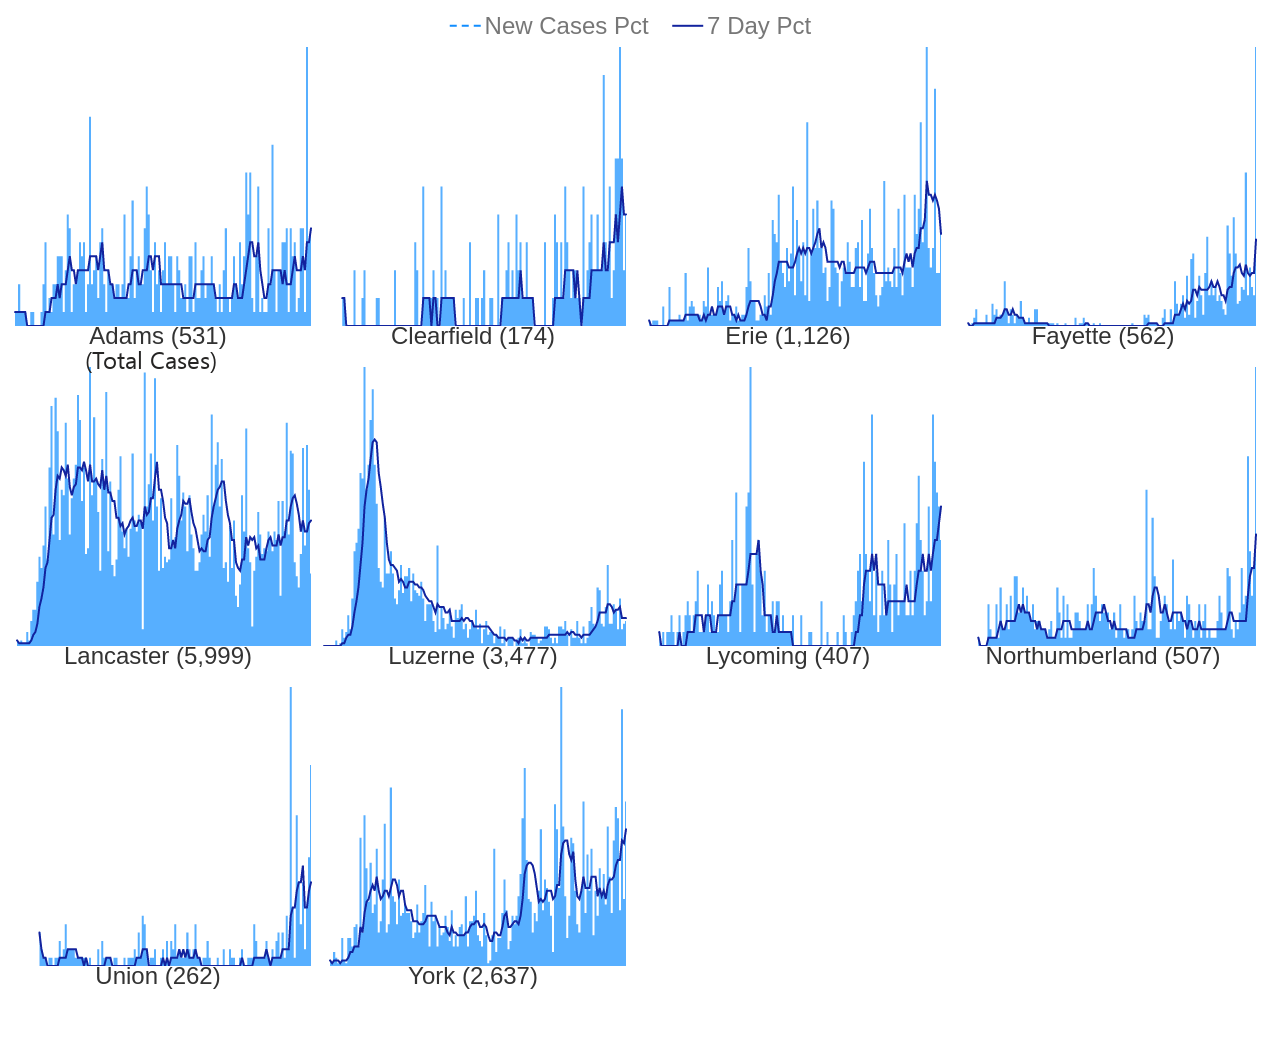 New Cases Pct 7 Day Pct
Adams (531) Clearfield (174) Erie (1,126) Fayette (562)
(Total Cases)
Lancaster (5,999) Luzerne (3,477) Lycoming (407) Northumberland (507)
Union (262) York (2,637)